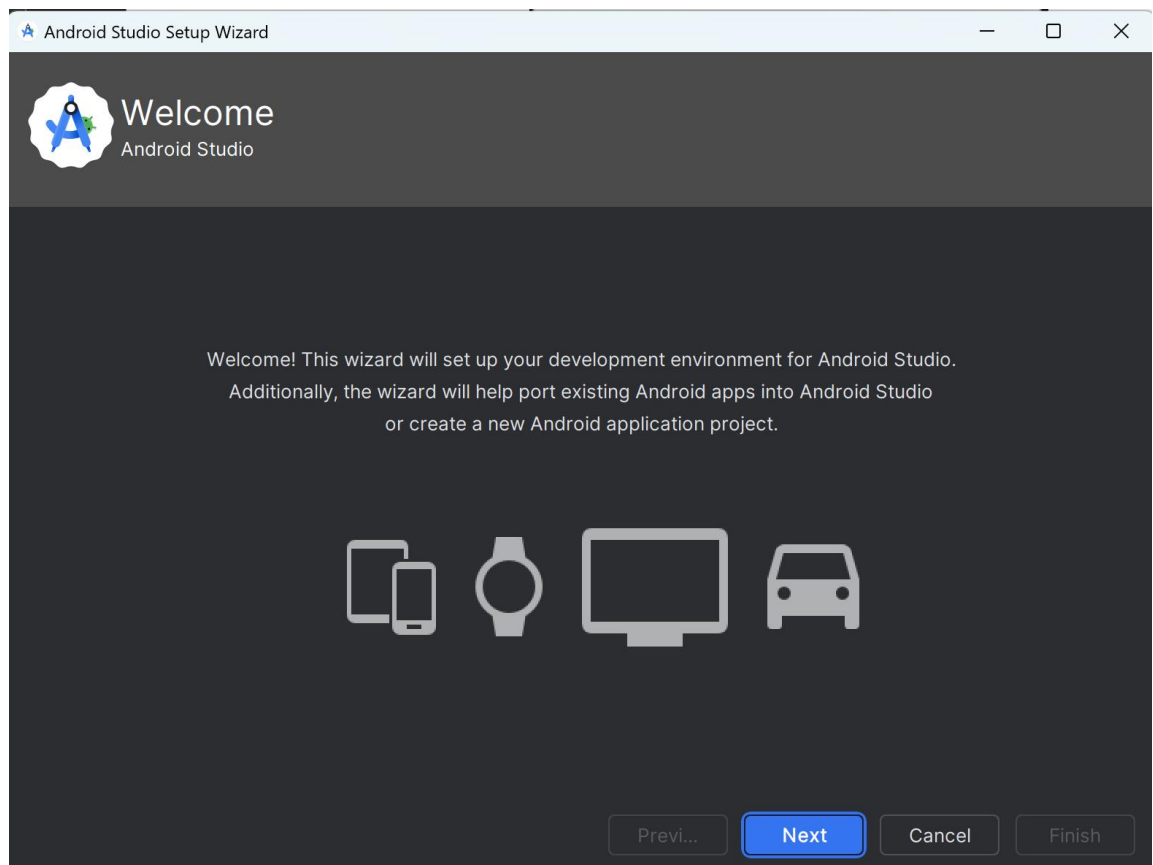 Android Studio Setup Wizard
Welcome
Android Studio
Welcome! This wizard will set up your development environment for Android Studio.
Additionally, the wizard will help port existing Android apps into Android Studio
or create a new Android application project.
Previ... Next Cancel Finish